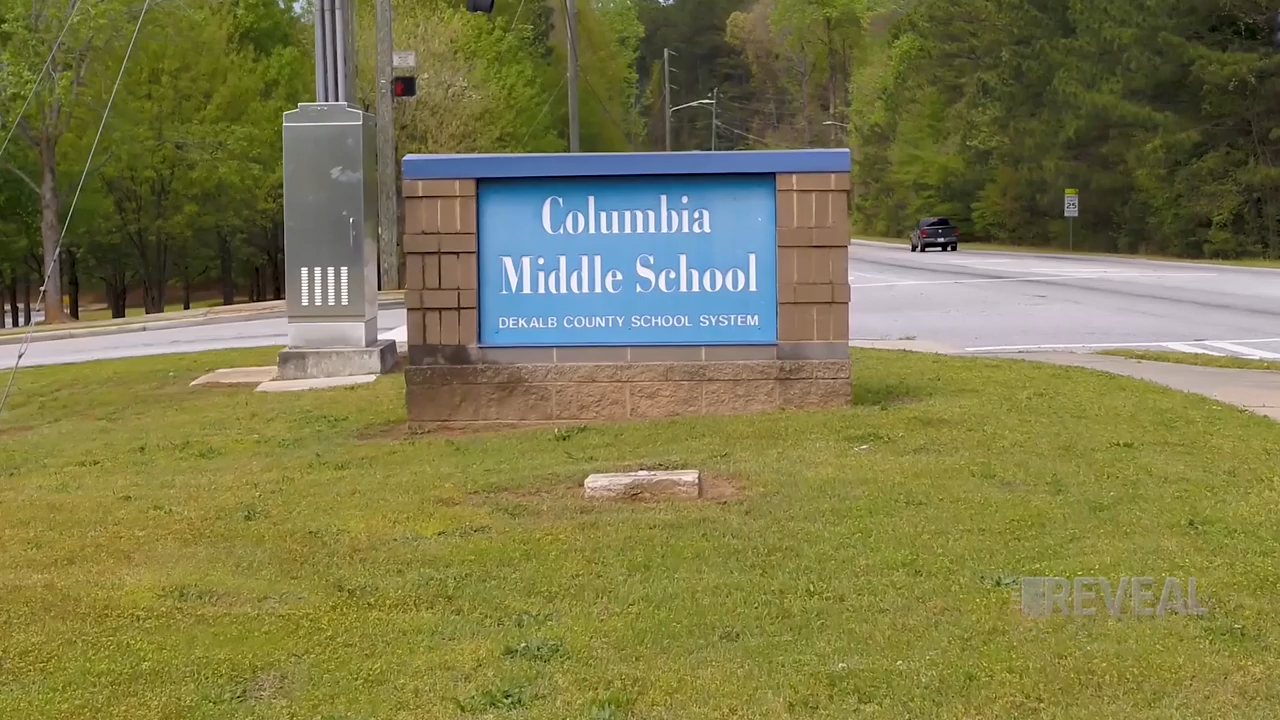 Columbia
Middle School
DEKALB COUNTY SCHOOL SYSTEM
25
REVEAL